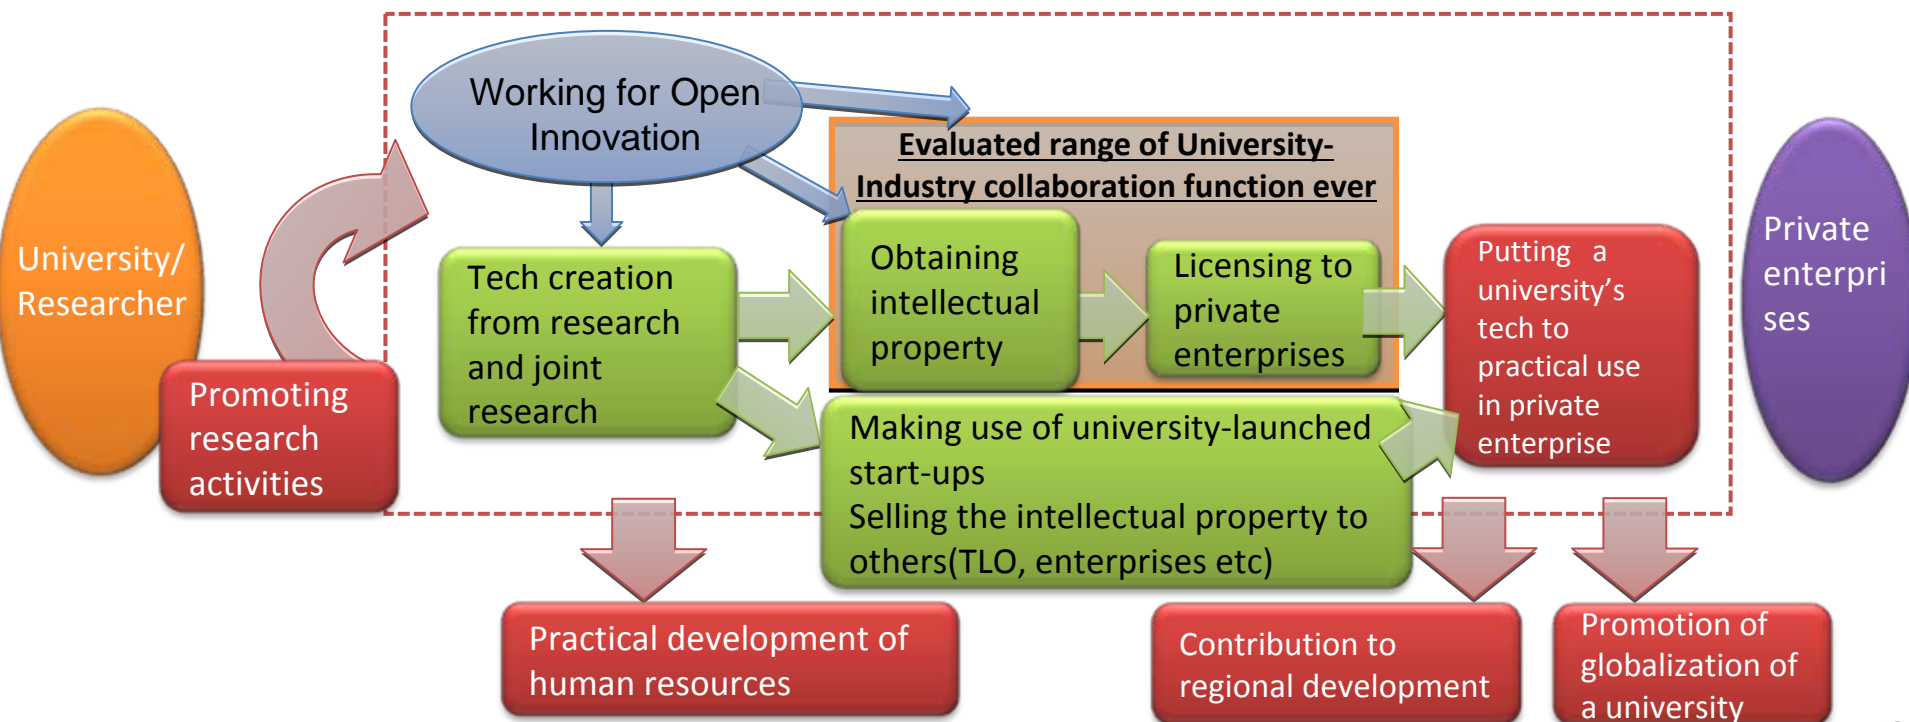 Working for Open
Innovation
Evaluated range of University-
Industry collaboration function ever
University/
Researcher
Promoting
research
activities
Tech creation
from research
and joint
research
Obtaining
intellectual
property
Licensing to
private
enterprises
Putting a
university's
tech to
practical use
in private
enterprise
Private
enterpri
ses
Making use of university-launched
start-ups
Selling the intellectual property to
others(TLO, enterprises etc)
Practical development of
human resources
Contribution to
regional development
Promotion of
globalization of
a university